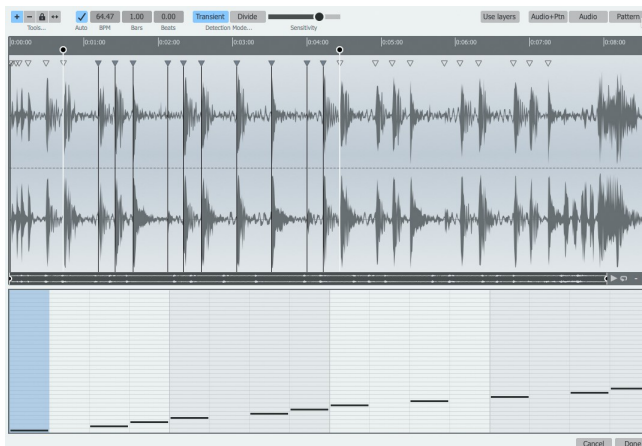 64.47 1.00 0.00 Transient Divide Use layers Audio+Ptn Audio Pattern
Tools... Auto BPM Bars Beats Detection Mode... Sensitivity
0:00:00 0:01:00 0:02:00 0:03:00 0:04:00 0:05:00 0:06:00 0:07:00 0:08:00
Cancel Done